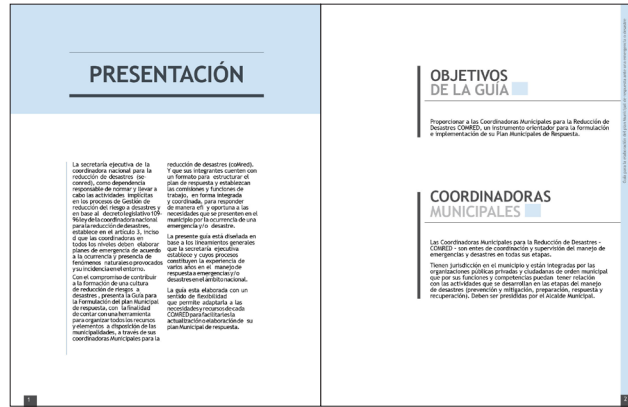 PRESENTACIÓN
La secretaría ejecutiva de la
coordinadora nacional para la
reducción de desastres (se-
conred), como dependencia
responsable de normar y llevar a
cabo las actividades implícitas
en los procesos de Gestión de
reducción del riesgo a desastres y
en base al decreto legislativo 109-
96 ley de la coordinadora nacional
para la reducción de desastres,
establece en el artículo 3, inciso
d que las coordinadoras en
todos los niveles deben elaborar
planes de emergencia de acuerdo
a la ocurrencia y presencia de
fenómenos naturales o provocados
y su incidencia en el entorno.
Con el compromiso de contribuir
a la formación de una cultura
de reducción de riesgos a
desastres , presenta la Guía para
la Formulación del plan Municipal
de respuesta, con la finalidad
de contar con una herramienta
para organizar todos los recursos
y elementos a disposición de las
municipalidades, a través de sus
coordinadoras Municipales para la
reducción de desastres (coMred).
Y que sus integrantes cuenten con
un formato para estructurar el
plan de respuesta y establezcan
las comisiones y funciones de
trabajo, en forma integrada
y coordinada, para responder
de manera efi y oportuna a las
necesidades que se presenten en el
municipio por la ocurrencia de una
emergencia y/o desastre.
La presente guía está diseñada en
base a los lineamientos generales
que la secretaría ejecutiva
establece y cuyos procesos
constituyen la experiencia de
varios años en el manejo de
respuesta a emergencias y/o
desastres en el ámbito nacional.
La guía esta elaborada con un
sentido de flexibilidad
que permite adaptarla a las
necesidades y recursos de cada
COMRED para facilitarles la
actualización o elaboración de su
plan Municipal de respuesta.
1
OBJETIVOS
DE LA GUÍA
Proporcionar a las Coordinadoras Municipales para la Reducción de
Desastres COMRED, un instrumento orientador para la formulación
e implementación de su Plan Municipales de Respuesta.
COORDINADORAS
MUNICIPALES
Las Coordinadoras Municipales para la Reducción de Desastres -
COMRED - son entes de coordinación y supervisión del manejo de
emergencias y desastres en todas sus etapas.
Tienen jurisdicción en el municipio y están integradas por las
organizaciones públicas privadas y ciudadanas de orden municipal
que por sus funciones y competencias puedan tener relación
con las actividades que se desarrollan en las etapas del manejo
de desastres (prevención y mitigación, preparación, respuesta y
recuperación). Deben ser presididas por el Alcalde Municipal.
2